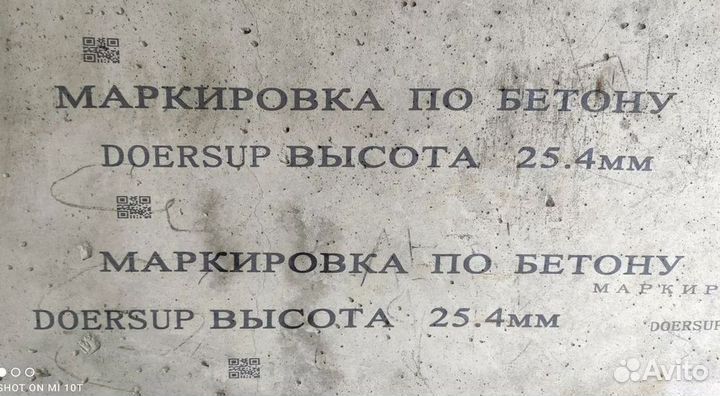 МАРКИРОВКА ПО БЕТОНУ
DOERSUP ВЫСОТА 25.4мм
МАРКИРОВКА ПО БЕТОНУ
МАРКИР
DOERSUP ВЫСОТА 25.4мм
DOERSUP
SHOT ON MI 10T
Avito